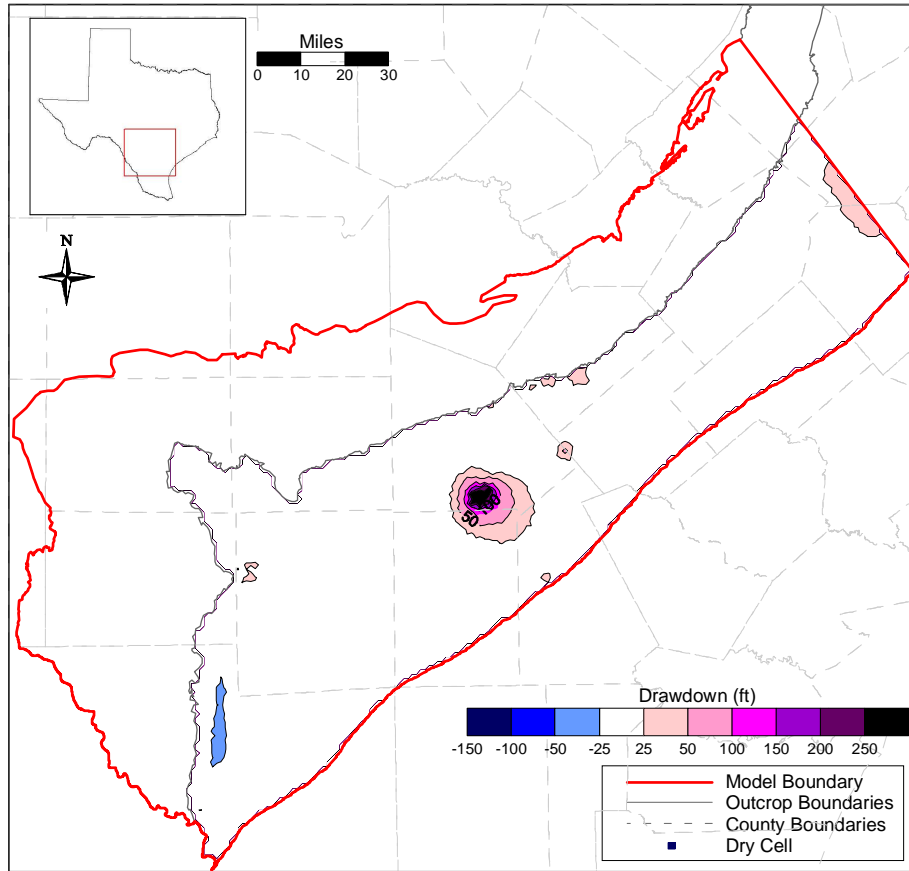 Miles
0 10 20 30
N
50
Drawdown (ft)
-150 -100 -50 -25 25 50 100 150 200 250
Model Boundary
Outcrop Boundaries
County Boundaries
Dry Cell